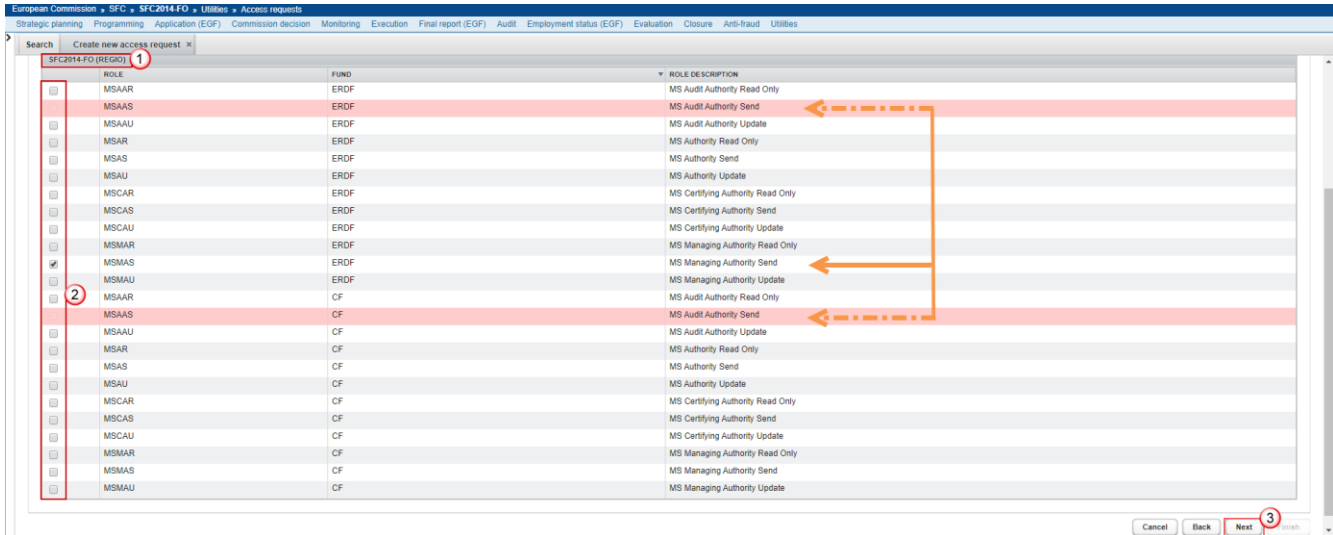 European Commission » SFC » SFC2014-FO » Utilities » Access requests
Strategic planning Programming Application (EGF) Commission decision Monitoring Execution Final report (EGF) Audit Employment status (EGF) Evaluation Closure Anti-fraud Utilities
Search Create new access request ×
SFC2014-FO (REGIO) 1
ROLE FUND ROLE DESCRIPTION
MSAAR ERDF MS Audit Authority Read Only
MSAAS ERDF MS Audit Authority Send
MSAAU ERDF MS Audit Authority Update
MSAR ERDF MS Authority Read Only
MSAS ERDF MS Authority Send
MSAU ERDF MS Authority Update
MSCAR ERDF MS Certifying Authority Read Only
MSCAS ERDF MS Certifying Authority Send
MSCAU ERDF MS Certifying Authority Update
MSMAR ERDF MS Managing Authority Read Only
MSMAS ERDF MS Managing Authority Send
MSMAU ERDF MS Managing Authority Update
2 MSAAR CF MS Audit Authority Read Only
MSAAS CF MS Audit Authority Send
MSAAU CF MS Audit Authority Update
MSAR CF MS Authority Read Only
MSAS CF MS Authority Send
MSAU CF MS Authority Update
MSCAR CF MS Certifying Authority Read Only
MSCAS CF MS Certifying Authority Send
MSCAU CF MS Certifying Authority Update
MSMAR CF MS Managing Authority Read Only
MSMAS CF MS Managing Authority Send
MSMAU CF MS Managing Authority Update
Cancel Back Next 3 Finish